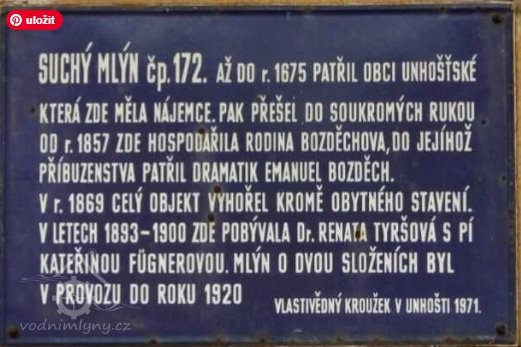 uložit
SUCHÝ MLÝN čp. 172. AŽ DO r. 1675 PATŘIL OBCI UNHOŠŤSKÉ
KTERÁ ZDE MĚLA NÁJEMCE. PAK PŘEŠEL DO SOUKROMÝCH RUKOU
OD r. 1857 ZDE HOSPODAŘILA RODINA BOZDĚCHOVA, DO JEJÍHOŽ
PŘÍBUZENSTVA PATŘIL DRAMATIK EMANUEL BOZDĚCH.
V r. 1869 CELÝ OBJEKT VYHOŘEL KROMĚ OBYTNÉHO STAVENÍ.
V LETECH 1893-1900 ZDE POBÝVALA Dr. RENATA TYRŠOVÁ S PÍ
KATEŘINOU FÜGNEROVOU. MLÝN O DVOU SLOŽENÍCH BYL
V PROVOZU DO ROKU 1920
VLASTIVĚDNÝ KROUŽEK V UNHOŠTI 1971.
vodnimlyny.cz